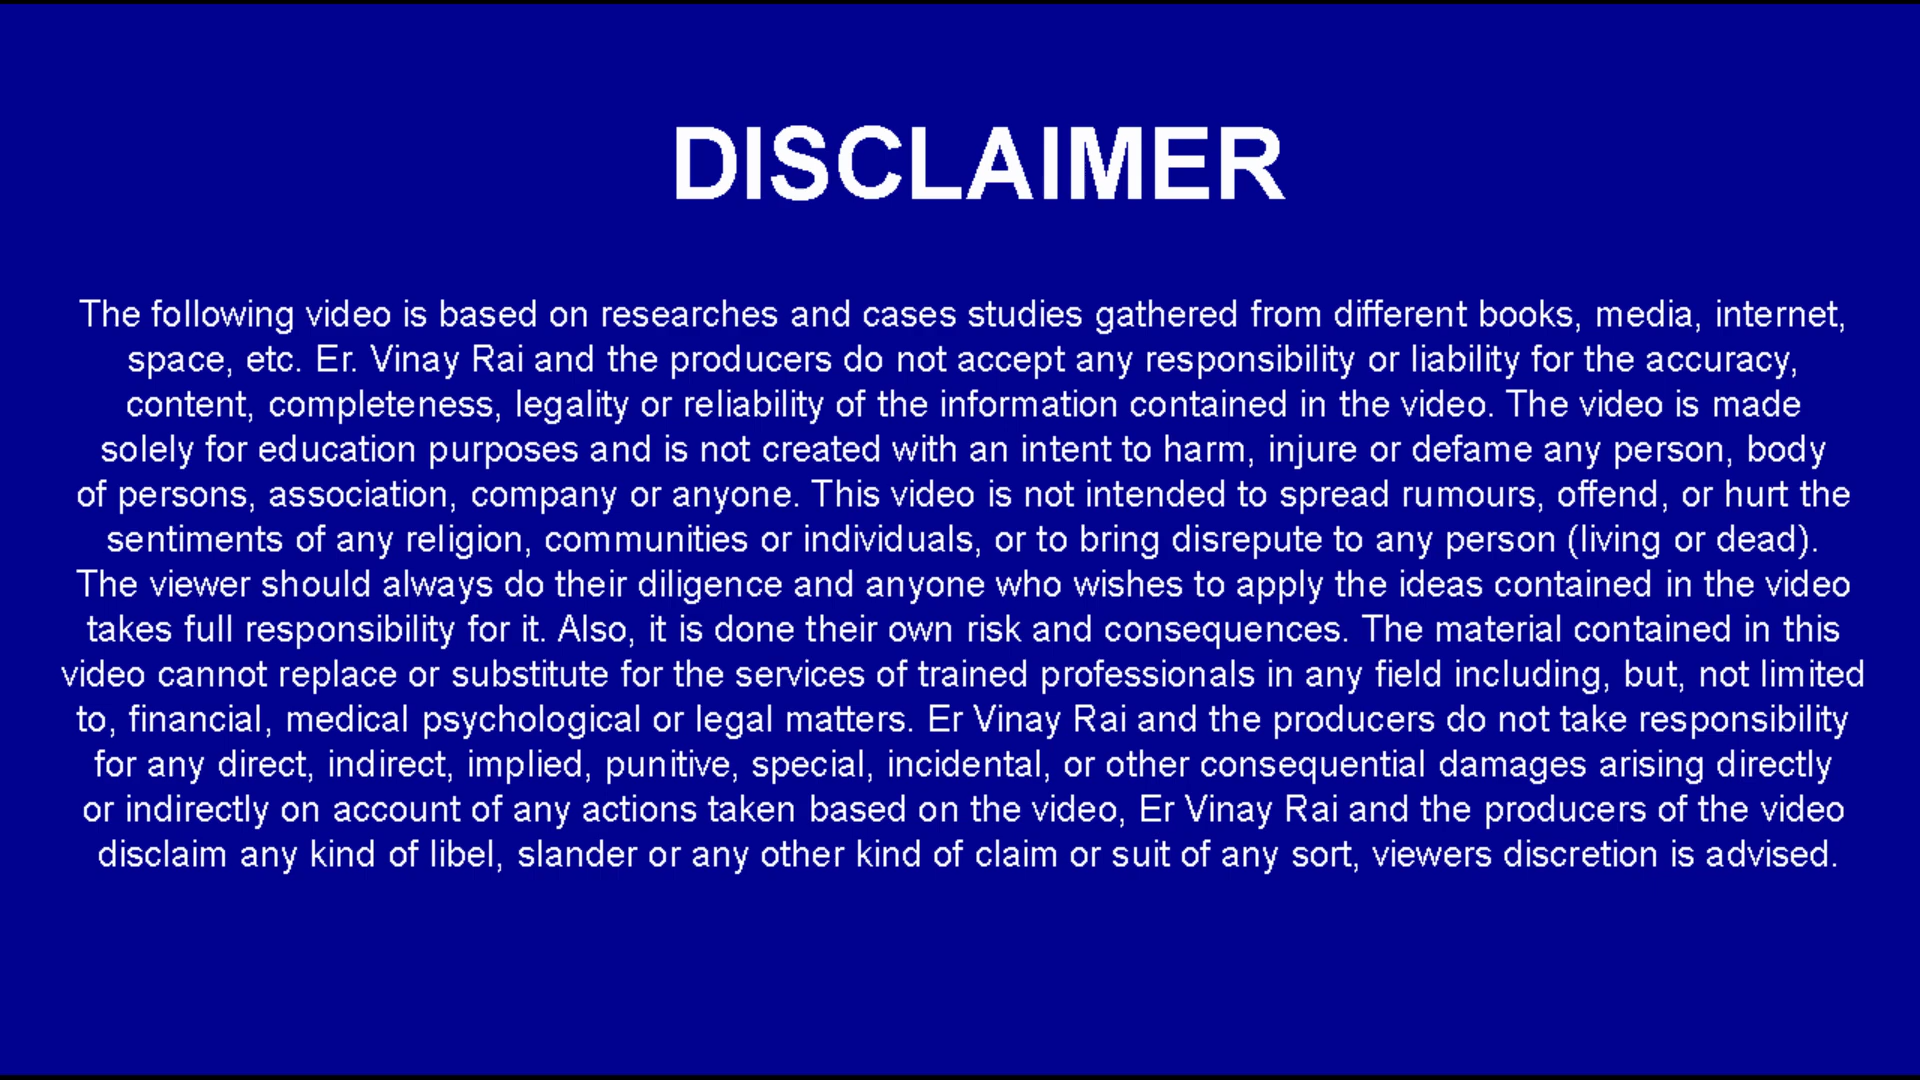 DISCLAIMER
The following video is based on researches and cases studies gathered from different books, media, internet,
space, etc. Er. Vinay Rai and the producers do not accept any responsibility or liability for the accuracy,
content, completeness, legality or reliability of the information contained in the video. The video is made
solely for education purposes and is not created with an intent to harm, injure or defame any person, body
of persons, association, company or anyone. This video is not intended to spread rumours, offend, or hurt the
sentiments of any religion, communities or individuals, or to bring disrepute to any person (living or dead).
The viewer should always do their diligence and anyone who wishes to apply the ideas contained in the video
takes full responsibility for it. Also, it is done their own risk and consequences. The material contained in this
video cannot replace or substitute for the services of trained professionals in any field including, but, not limited
to, financial, medical psychological or legal matters. Er Vinay Rai and the producers do not take responsibility
for any direct, indirect, implied, punitive, special, incidental, or other consequential damages arising directly
or indirectly on account of any actions taken based on the video, Er Vinay Rai and the producers of the video
disclaim any kind of libel, slander or any other kind of claim or suit of any sort, viewers discretion is advised.